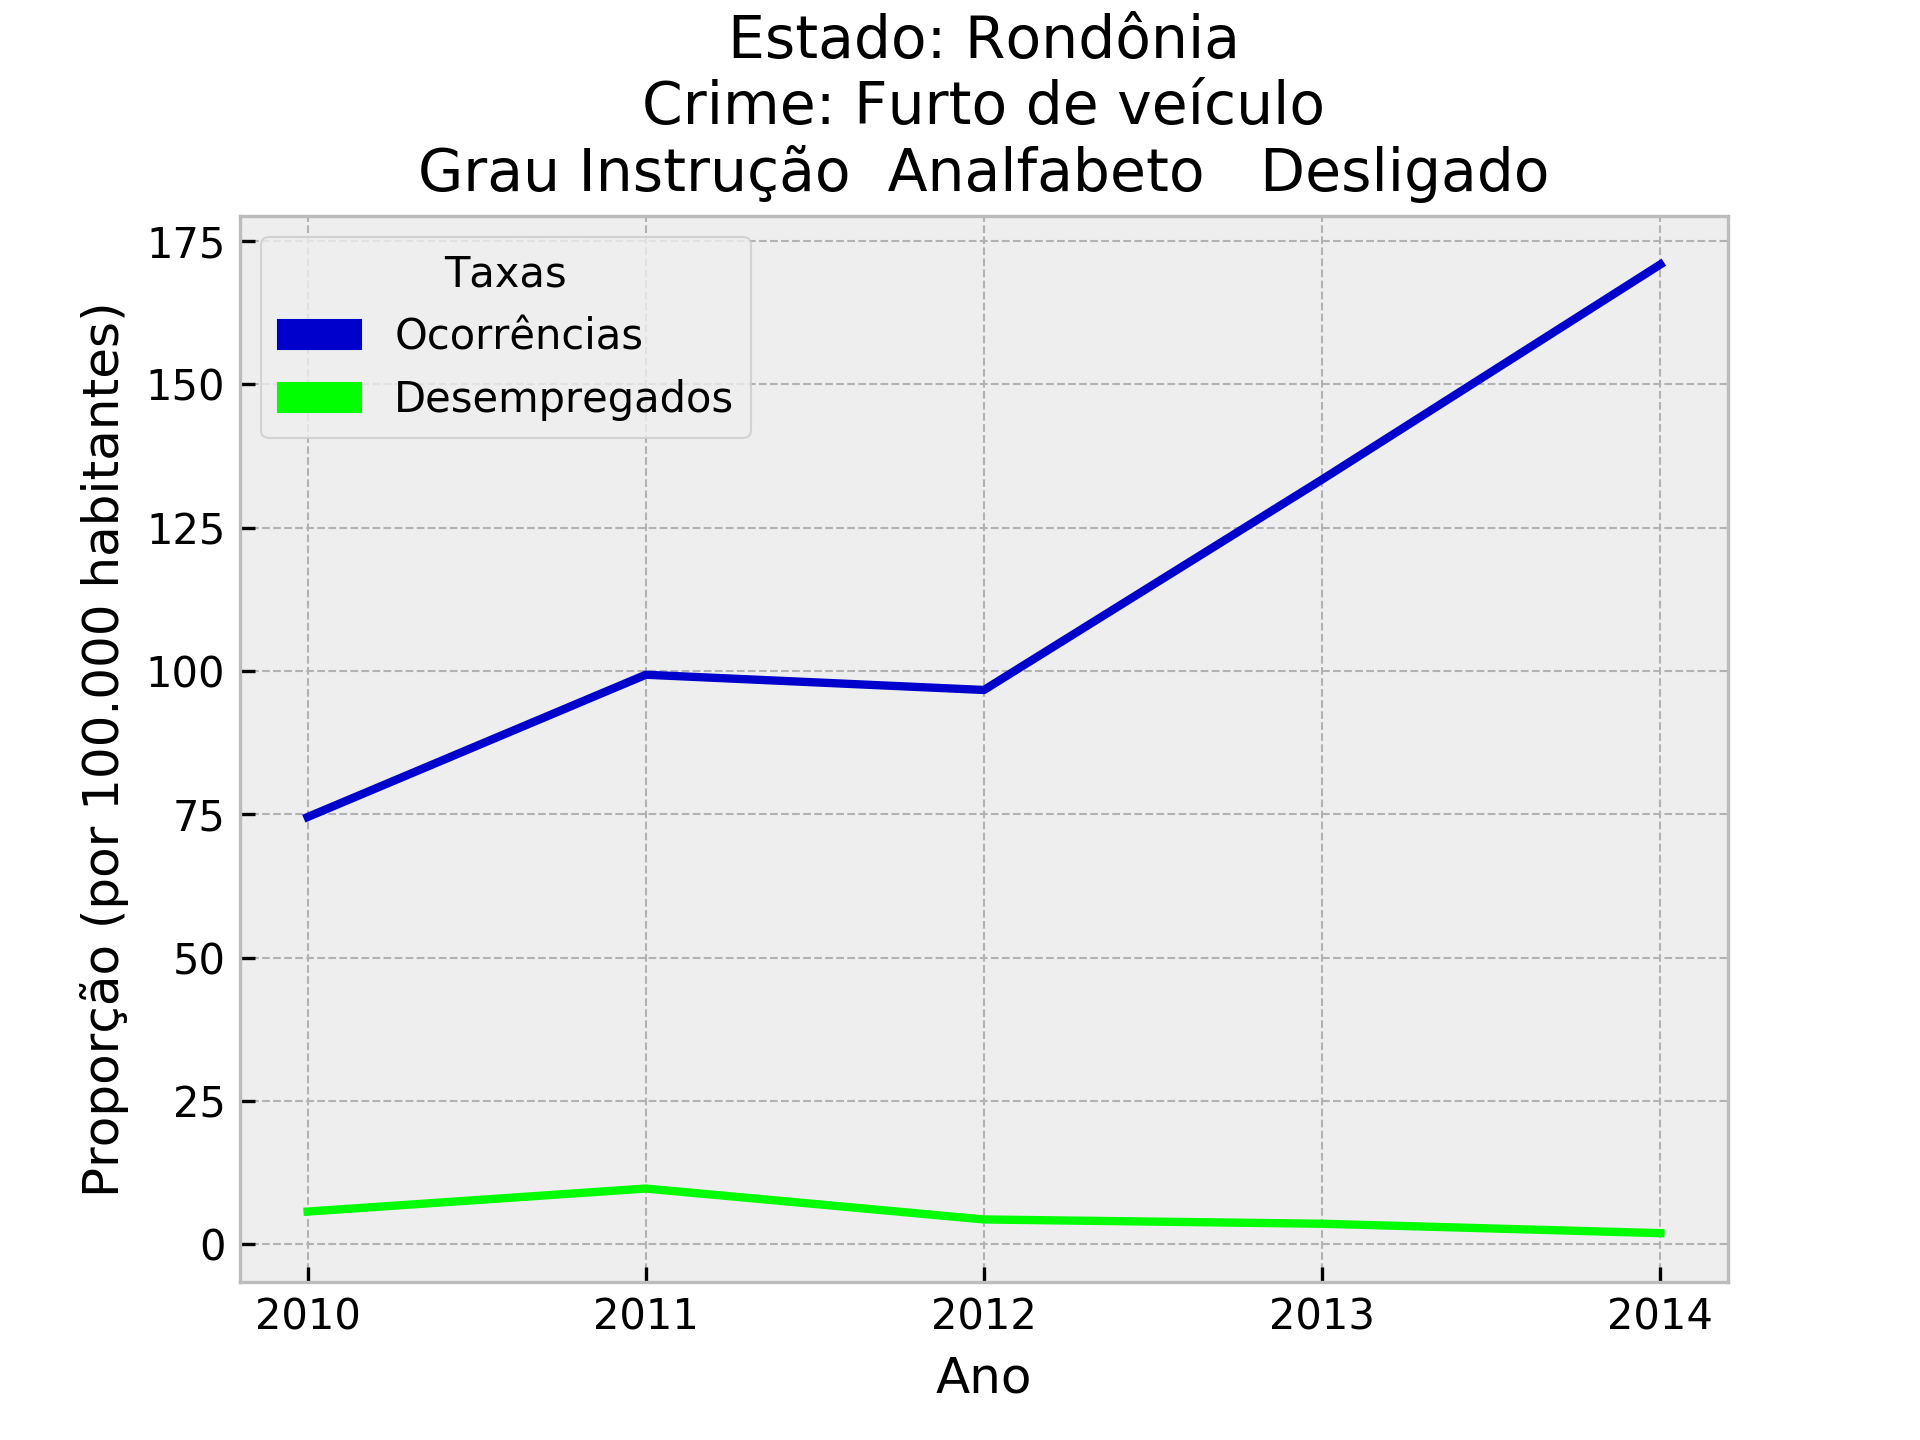 Estado: Rondônia
Crime: Furto de veículo
Grau Instrução  Analfabeto   Desligado
Taxas
Ocorrências
Desempregados
Proporção (por 100.000 habitantes)
175
150
125
100
75
50
25
0
2010 2011 2012 2013 2014
Ano